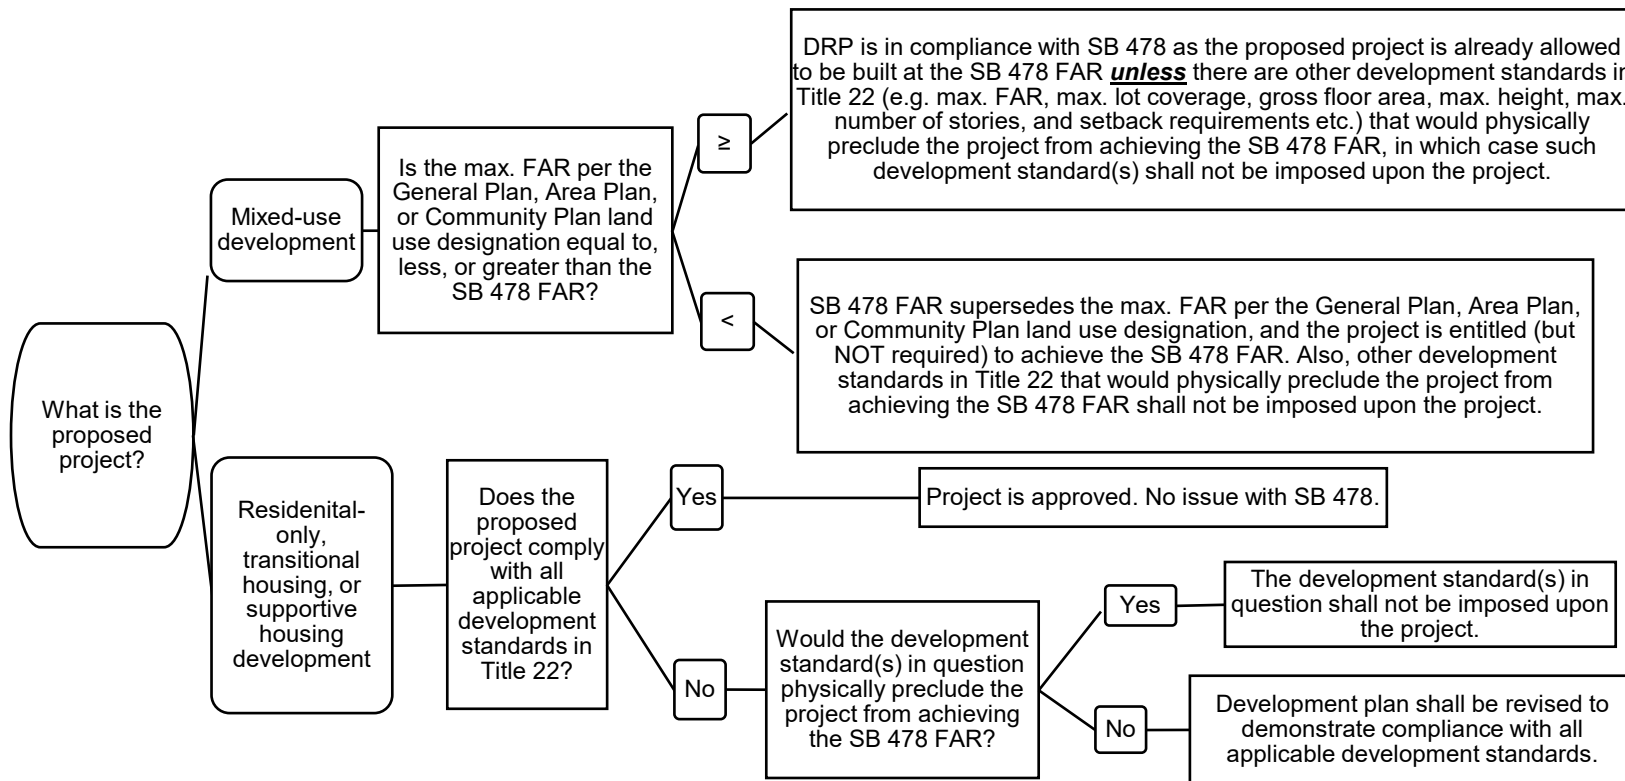 What is the
proposed
project?
Mixed-use
development
Is the max. FAR per the
General Plan, Area Plan,
or Community Plan land
use designation equal to,
less, or greater than the
SB 478 FAR?
≥
DRP is in compliance with SB 478 as the proposed project is already allowed
to be built at the SB 478 FAR unless there are other development standards in
Title 22 (e.g. max. FAR, max. lot coverage, gross floor area, max. height, max.
number of stories, and setback requirements etc.) that would physically
preclude the project from achieving the SB 478 FAR, in which case such
development standard(s) shall not be imposed upon the project.
<
SB 478 FAR supersedes the max. FAR per the General Plan, Area Plan,
or Community Plan land use designation, and the project is entitled (but
NOT required) to achieve the SB 478 FAR. Also, other development
standards in Title 22 that would physically preclude the project from
achieving the SB 478 FAR shall not be imposed upon the project.
Residenital-
only,
transitional
housing, or
supportive
housing
development
Does the
proposed
project comply
with all
applicable
development
standards in
Title 22?
Yes
Project is approved. No issue with SB 478.
No
Would the development
standard(s) in question
physically preclude the
project from achieving
the SB 478 FAR?
Yes
The development standard(s) in
question shall not be imposed upon
the project.
No
Development plan shall be revised to
demonstrate compliance with all
applicable development standards.